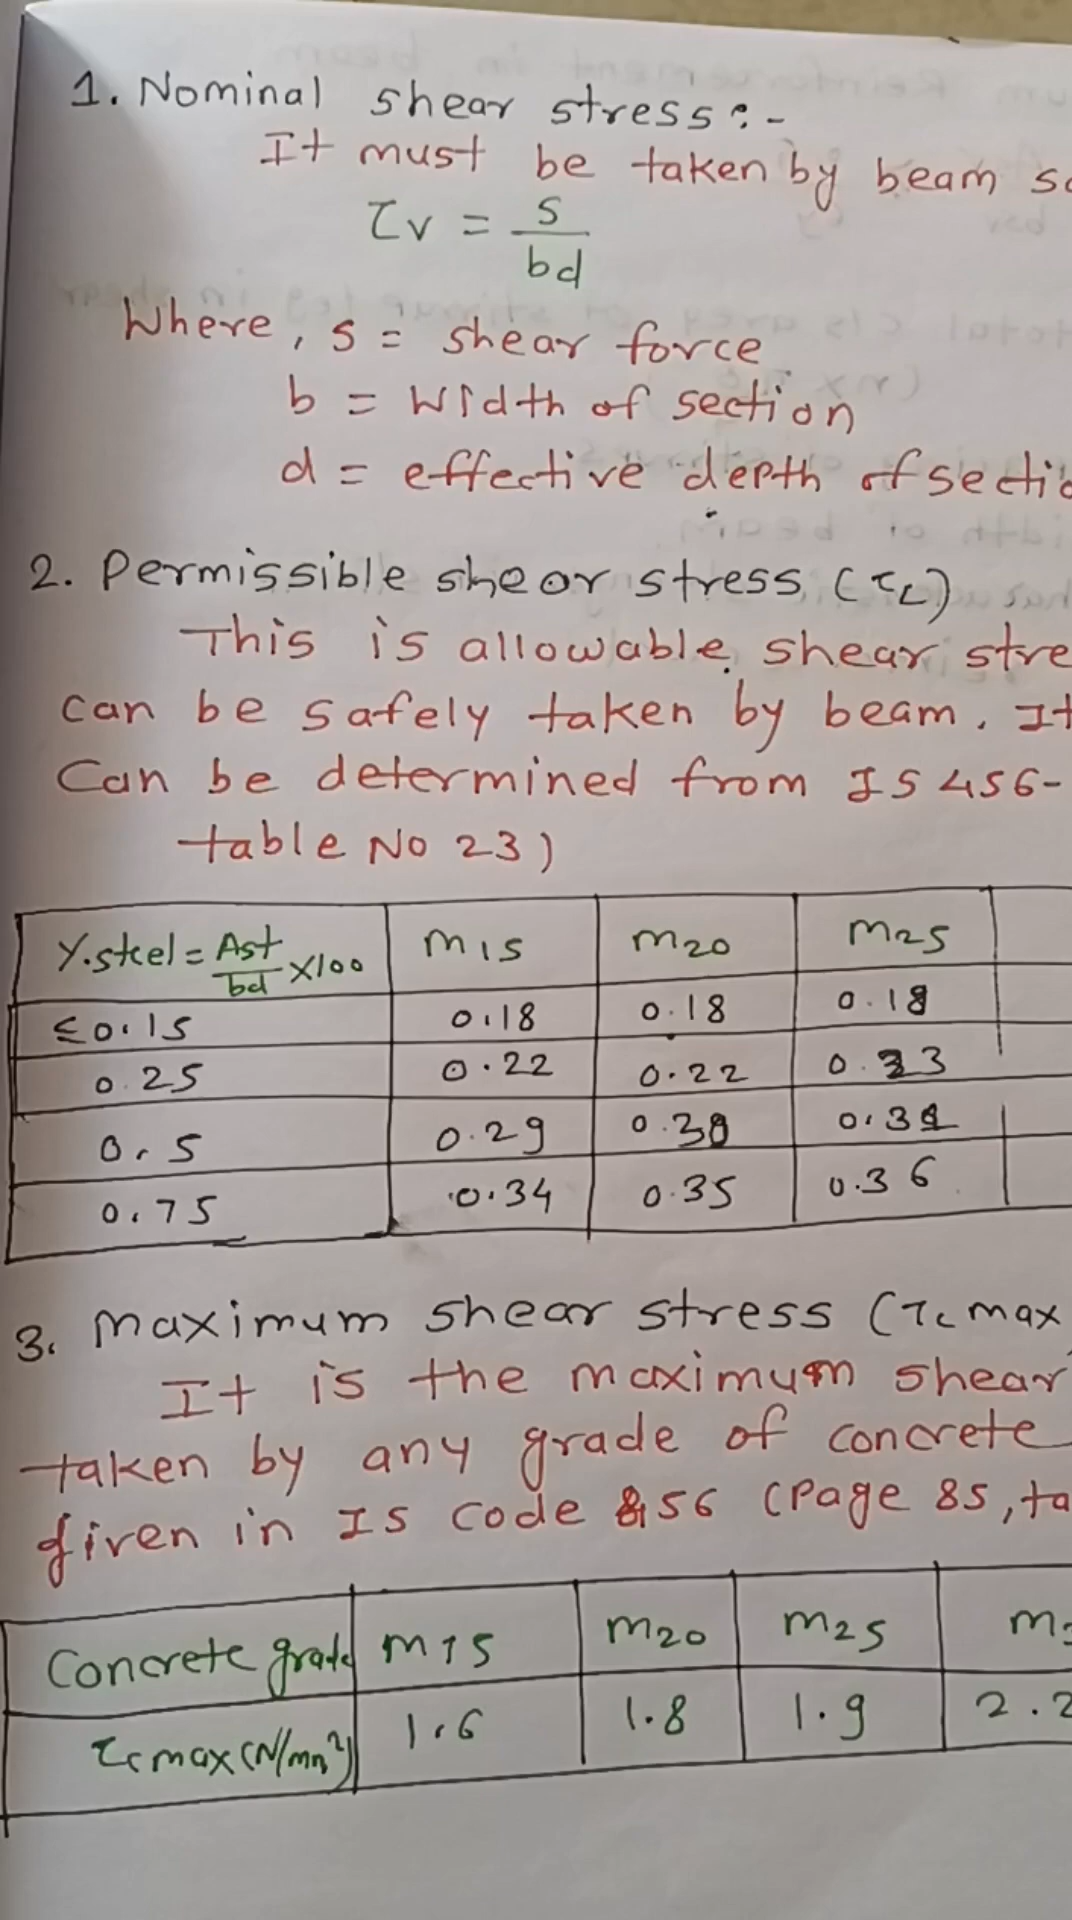 1. Nominal shear stress:-
It must be taken by beam
τv = s/bd
Where, s = shear force
b = width of section
d = effective depth of sectio
2. Permissible shear stress (τc)
This is allowable shear stre
can be safely taken by beam. It
Can be determined from IS 456-
table No 23)
Y.steel = Ast/bd ×100 M15 M20 M25
≤0.15 0.18 0.18 0.18
0.25 0.22 0.22 0.23
0.5 0.29 0.30
0.75 0.34 0.35 0.36
3. Maximum shear stress (τc max
It is the maximum shear
taken by any grade of concrete
given in IS code 456 (Page 85, ta
Concrete grade M15 M20 M25
τc max (N/mm²) 1.6 1.8 1.9 2.2